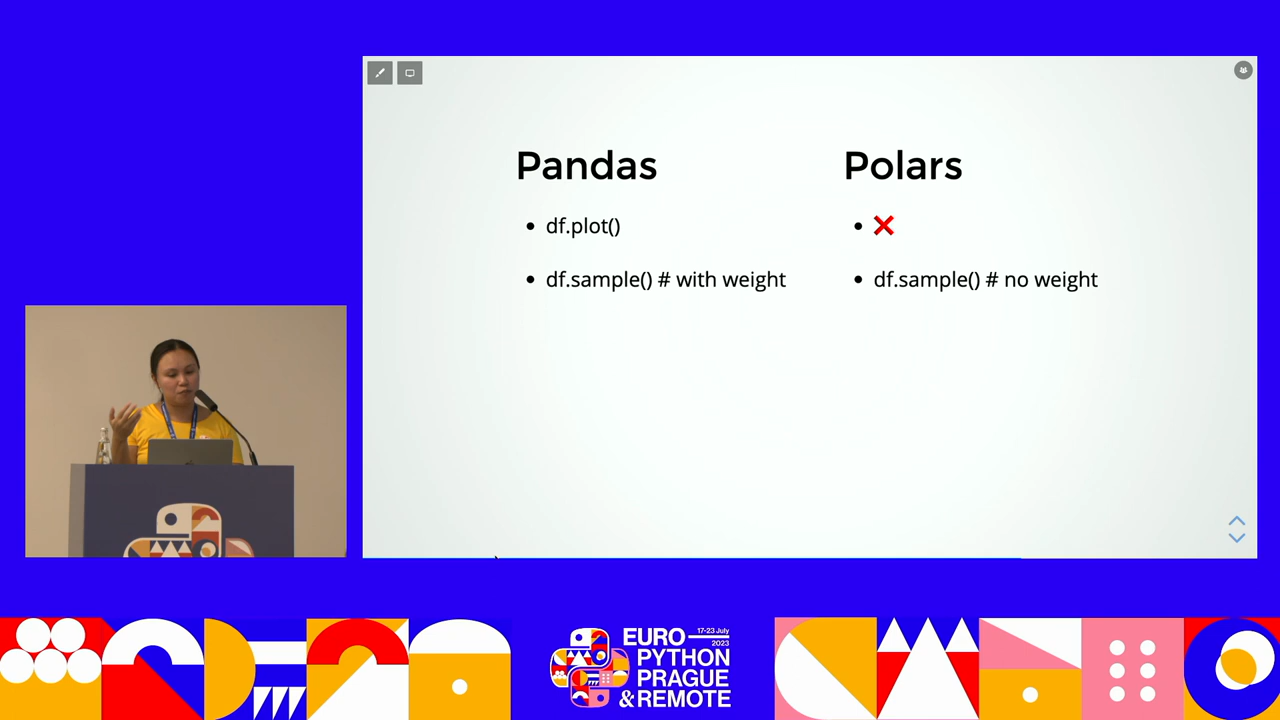 Pandas
df.plot()
df.sample() # with weight
Polars
❌
df.sample() # no weight
EURO
17-23 July
2023
PYTHON
PRAGUE
& REMOTE